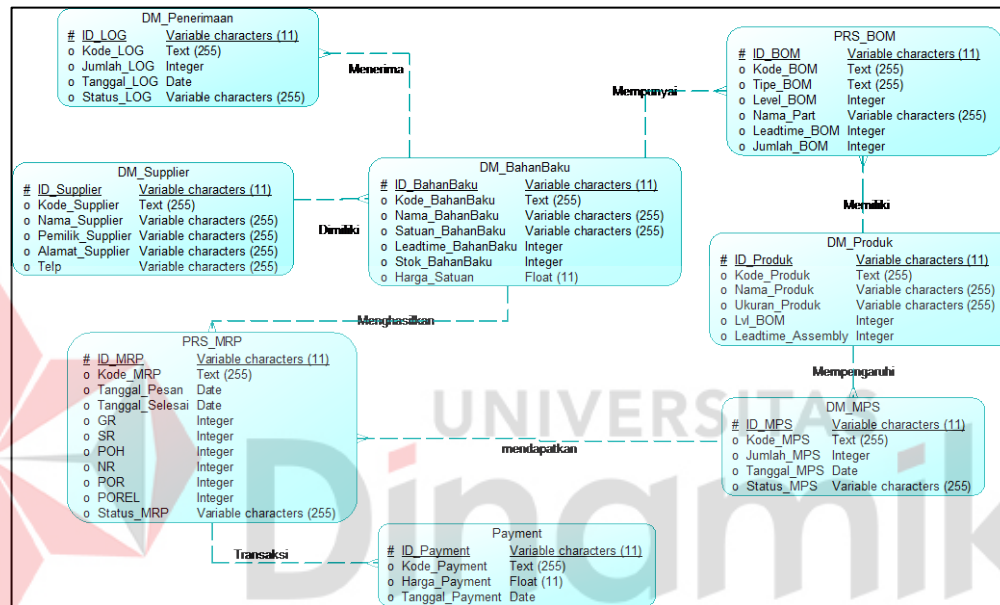 DM_Penerimaan
# ID_LOG Variable characters (11)
o Kode_LOG Text (255)
o Jumlah_LOG Integer
o Tanggal_LOG Date
o Status_LOG Variable characters (255)
Menerima
PRS_BOM
# ID_BOM Variable characters (11)
o Kode_BOM Text (255)
o Tipe_BOM Text (255)
o Level_BOM Integer
o Nama_Part Variable characters (255)
o Leadtime_BOM Integer
o Jumlah_BOM Integer
Mempunyai
DM_Supplier
# ID_Supplier Variable characters (11)
o Kode_Supplier Text (255)
o Nama_Supplier Variable characters (255)
o Pemilik_Supplier Variable characters (255)
o Alamat_Supplier Variable characters (255)
o Telp Variable characters (255)
Dimiliki
DM_BahanBaku
# ID_BahanBaku Variable characters (11)
o Kode_BahanBaku Text (255)
o Nama_BahanBaku Variable characters (255)
o Satuan_BahanBaku Variable characters (255)
o Leadtime_BahanBaku Integer
o Stok_BahanBaku Integer
o Harga_Satuan Float (11)
Memiliki
DM_Produk
# ID_Produk Variable characters (11)
o Kode_Produk Text (255)
o Nama_Produk Variable characters (255)
o Ukuran_Produk Variable characters (255)
o Lvl_BOM Integer
o Leadtime_Assembly Integer
Menghasilkan
PRS_MRP
# ID_MRP Variable characters (11)
o Kode_MRP Text (255)
o Tanggal_Pesan Date
o Tanggal_Selesai Date
o GR Integer
o SR Integer
o POH Integer
o NR Integer
o POR Integer
o POREL Integer
o Status_MRP Variable characters (255)
Mempengaruhi
UNIVERSITAS
DM_MPS
# ID_MPS Variable characters (11)
o Kode_MPS Text (255)
o Jumlah_MPS Integer
o Tanggal_MPS Date
o Status_MPS Variable characters (255)
mendapatkan
Dinamik
Transaksi
Payment
# ID_Payment Variable characters (11)
o Kode_Payment Text (255)
o Harga_Payment Float (11)
o Tanggal_Payment Date